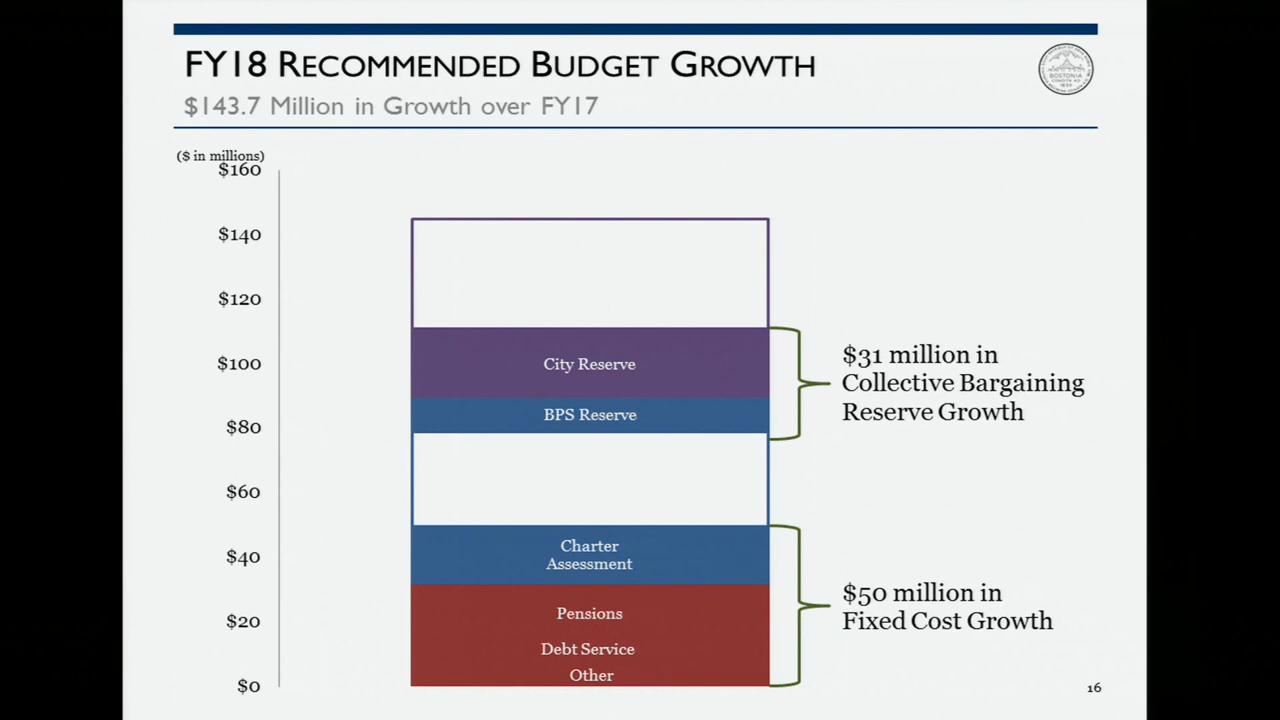 FY18 RECOMMENDED BUDGET GROWTH
$143.7 Million in Growth over FY17
BOSTONIA
($ in millions)
$160
$140
$120
$100
$80
$60
$40
$20
$0
City Reserve
BPS Reserve
Charter
Assessment
Pensions
Debt Service
Other
$31 million in
Collective Bargaining
Reserve Growth
$50 million in
Fixed Cost Growth
16